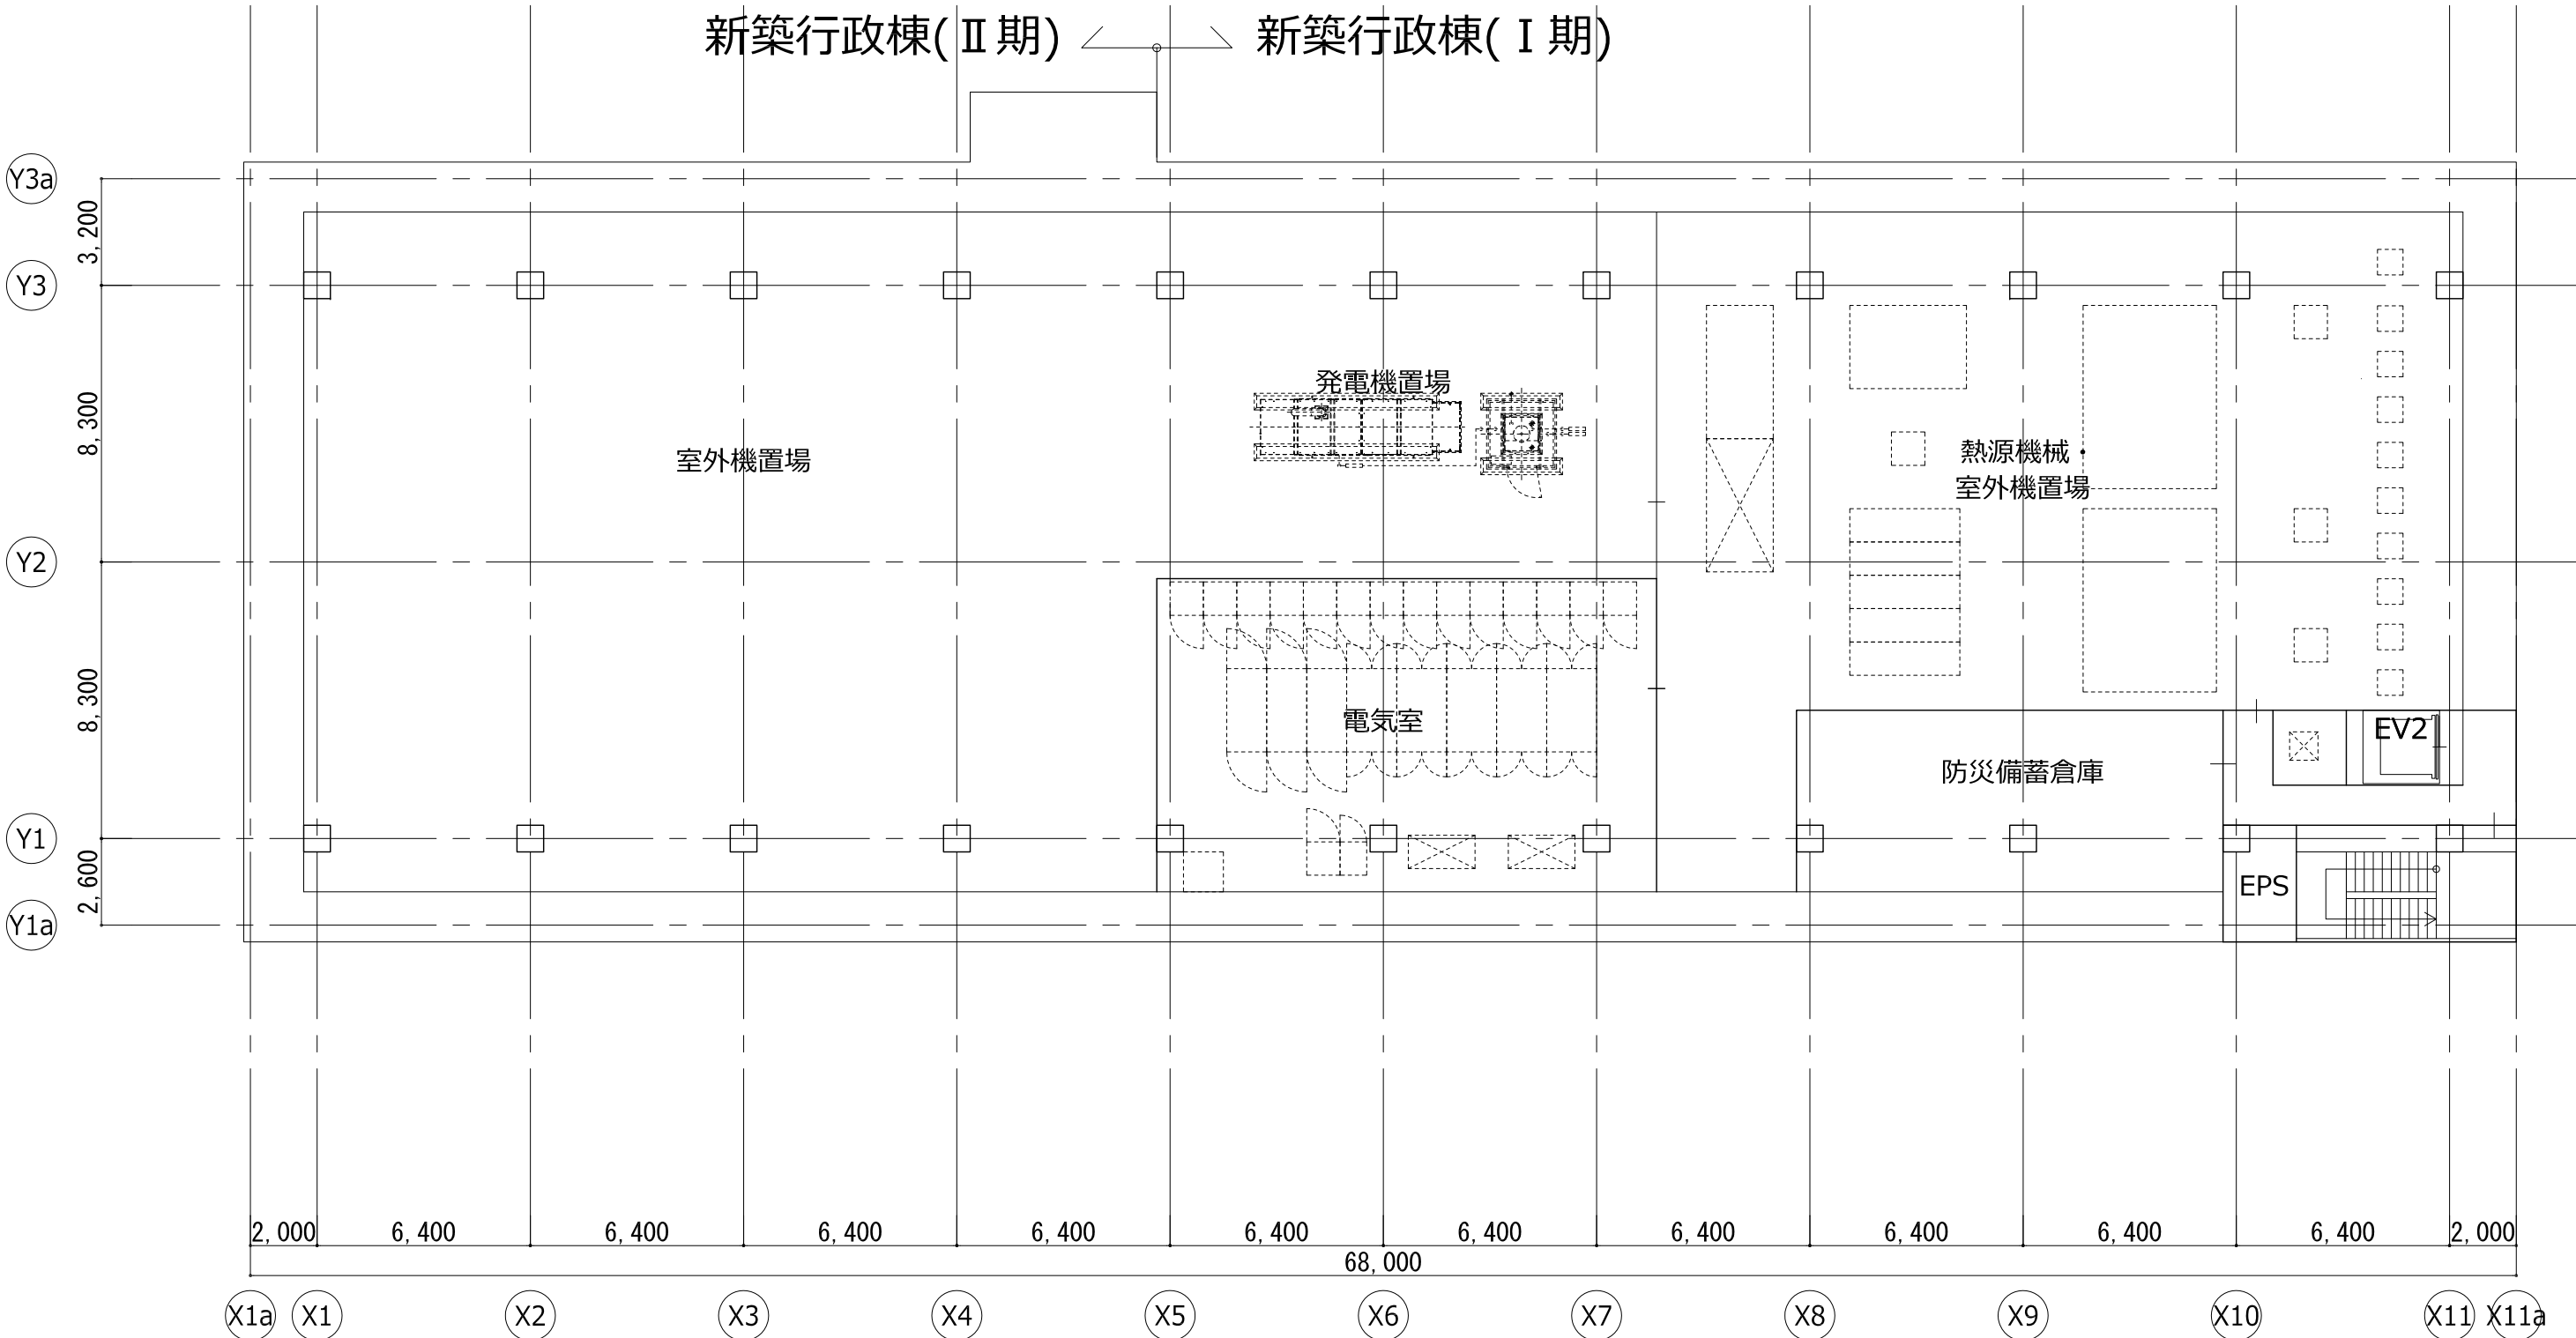 新築行政棟(Ⅱ期)
新築行政棟(Ⅰ期)
Y3a
3,200
Y3
8,300
Y2
8,300
Y1
2,600
Y1a
発電機置場
室外機置場
熱源機械
室外機置場
電気室
EV2
防災備蓄倉庫
EPS
2,000
6,400
6,400
6,400
6,400
6,400
6,400
6,400
6,400
6,400
6,400
2,000
68,000
X1a
X1
X2
X3
X4
X5
X6
X7
X8
X9
X10
X11
X11a